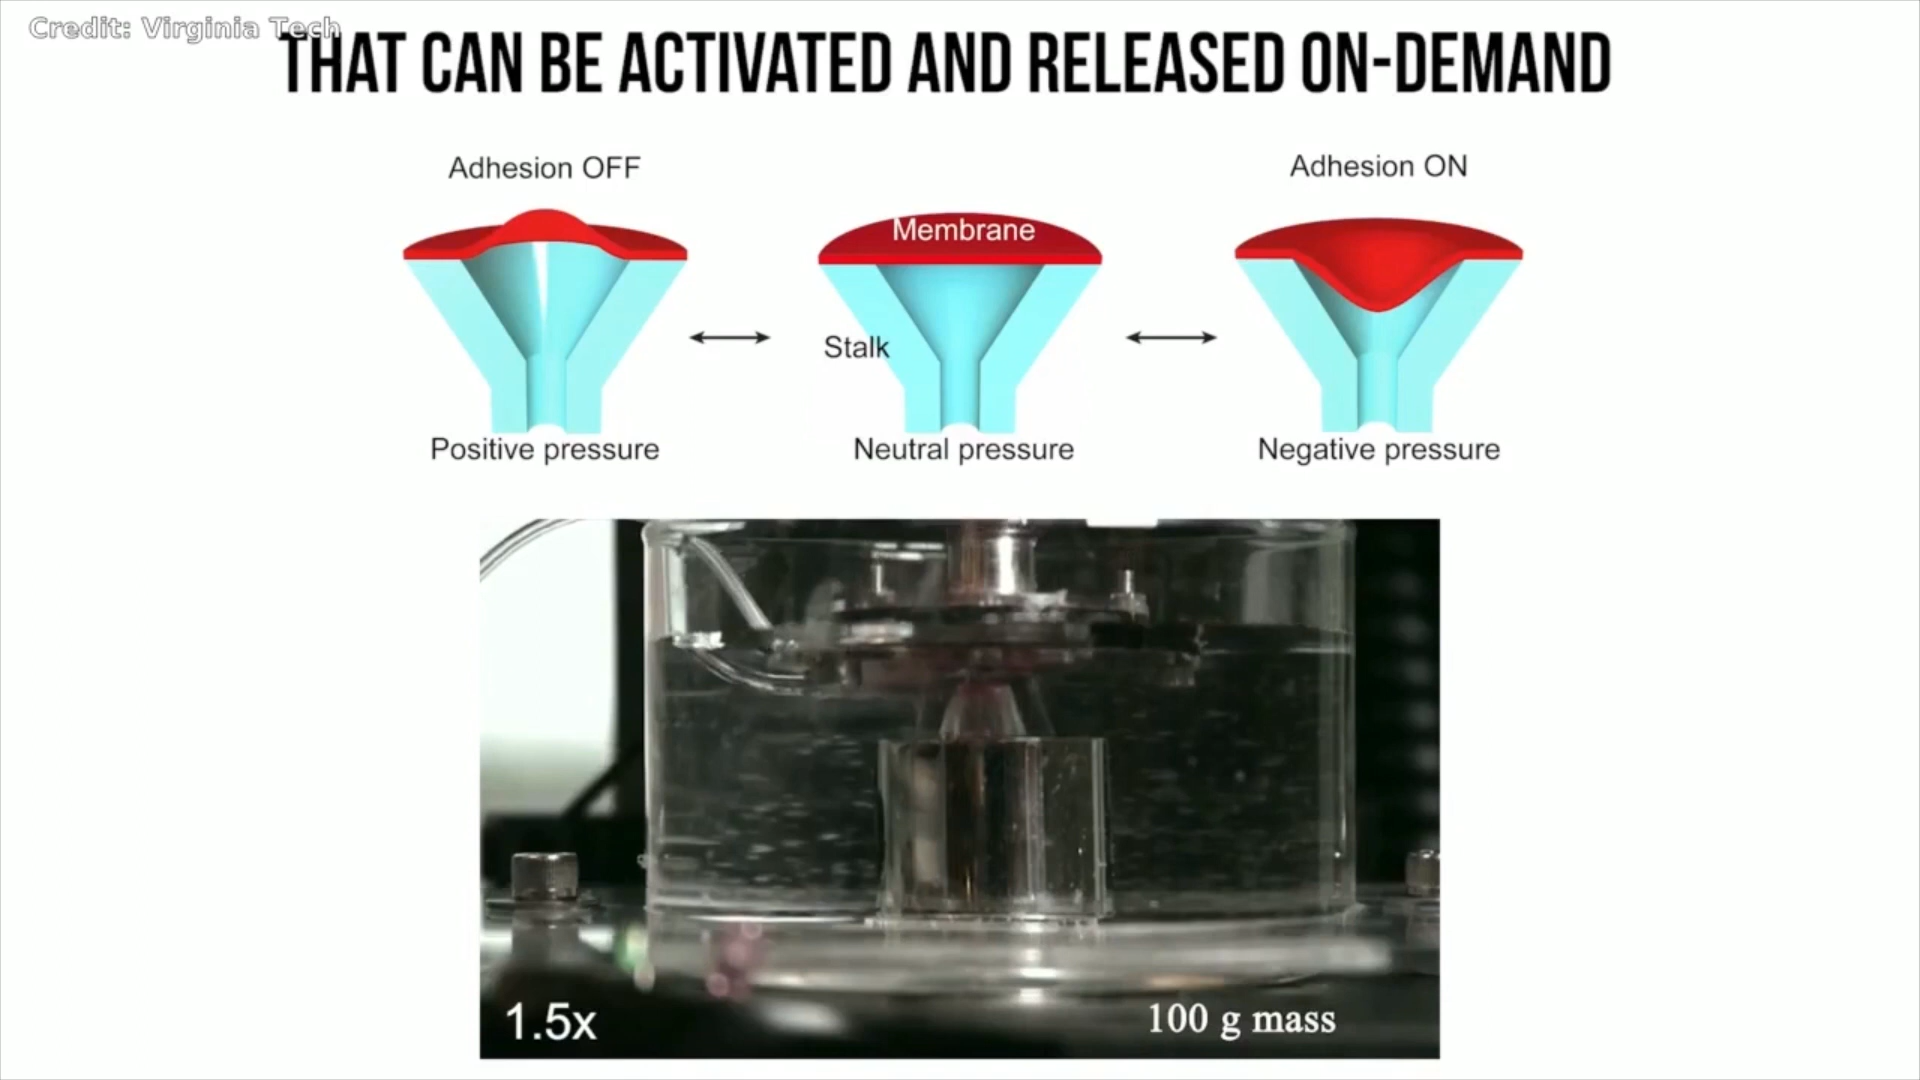 Credit: Virginia Tech
THAT CAN BE ACTIVATED AND RELEASED ON-DEMAND
Adhesion OFF
Adhesion ON
Membrane
Stalk
Positive pressure
Neutral pressure
Negative pressure
1.5x
100 g mass